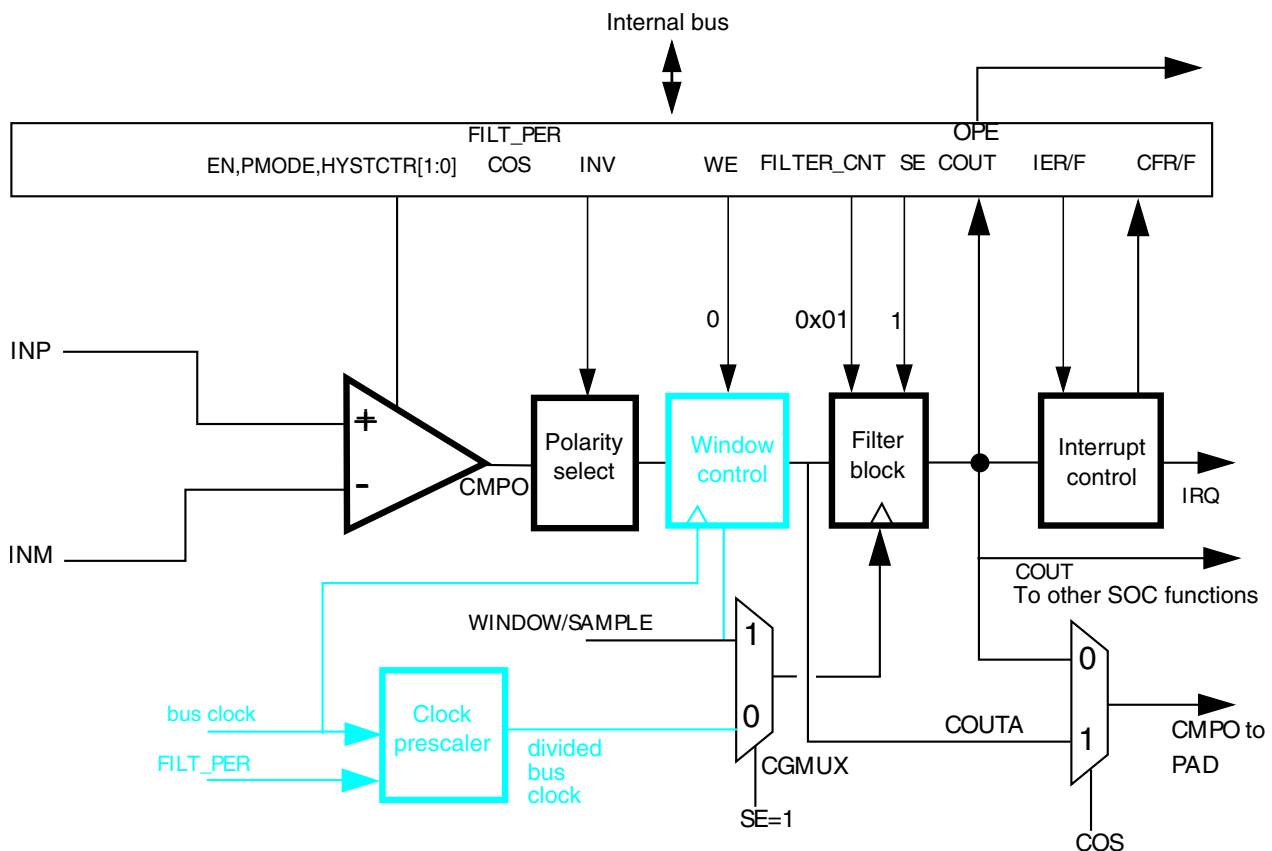 Internal bus
FILT_PER
OPE
EN,PMODE,HYSTCTR[1:0]
COS
INV
WE
FILTER_CNT
SE
COUT
IER/F
CFR/F
0
0x01
1
INP
+
-
INM
CMPO
Polarity
select
Window
control
Filter
block
Interrupt
control
IRQ
COUT
To other SOC functions
WINDOW/SAMPLE
1
0
CGMUX
SE=1
bus clock
FILT_PER
Clock
prescaler
divided
bus
clock
COUTA
0
1
CMPO to
PAD
COS